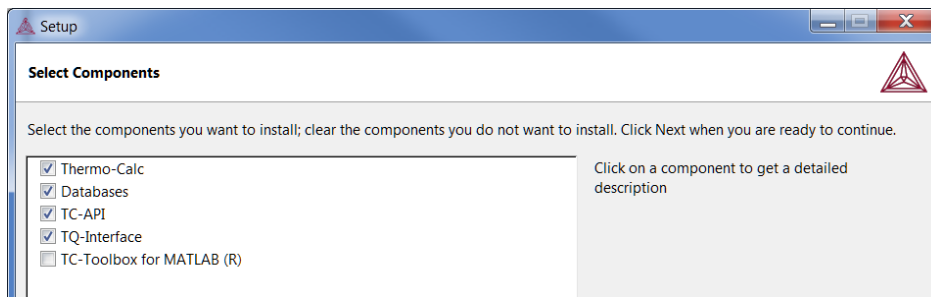 Setup
Select Components
Select the components you want to install; clear the components you do not want to install. Click Next when you are ready to continue.
Thermo-Calc
Databases
TC-API
TQ-Interface
TC-Toolbox for MATLAB (R)
Click on a component to get a detailed
description